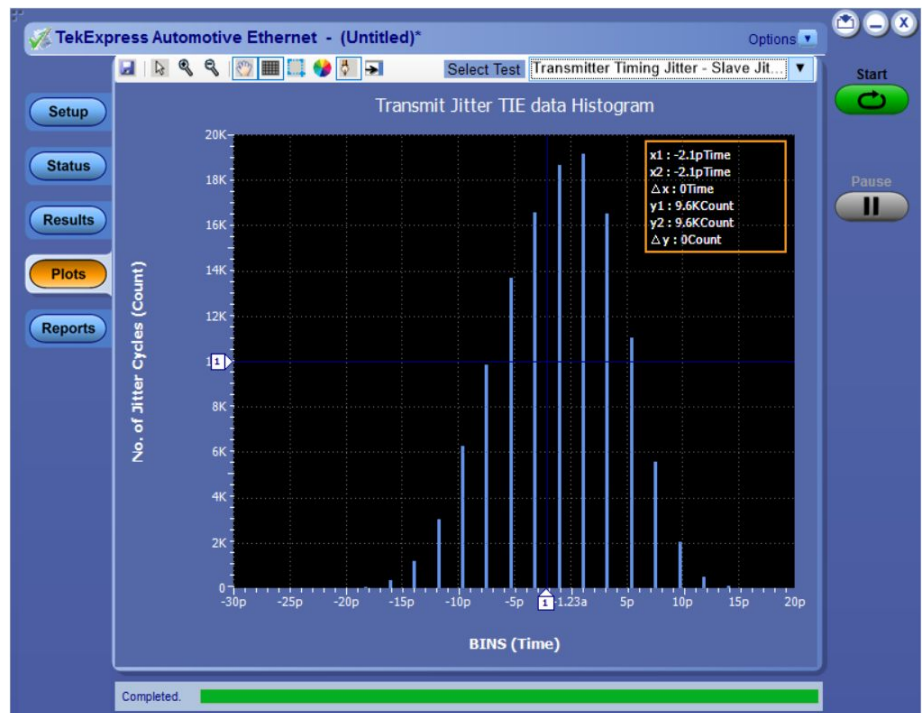 TekExpress Automotive Ethernet - (Untitled)*
Options
Select Test Transmitter Timing Jitter - Slave Jit...
Start
Pause
Setup
Status
Results
Plots
Reports
Transmit Jitter TIE data Histogram
x1 : -2.1pTime
x2 : -2.1pTime
Δx : 0Time
y1 : 9.6KCount
y2 : 9.6KCount
Δy : 0Count
No. of Jitter Cycles (Count)
20K
18K
16K
14K
12K
1
8K
6K
4K
2K
0
-30p -25p -20p -15p -10p -5p 1 -1.23a 5p 10p 15p 20p
BINS (Time)
Completed.